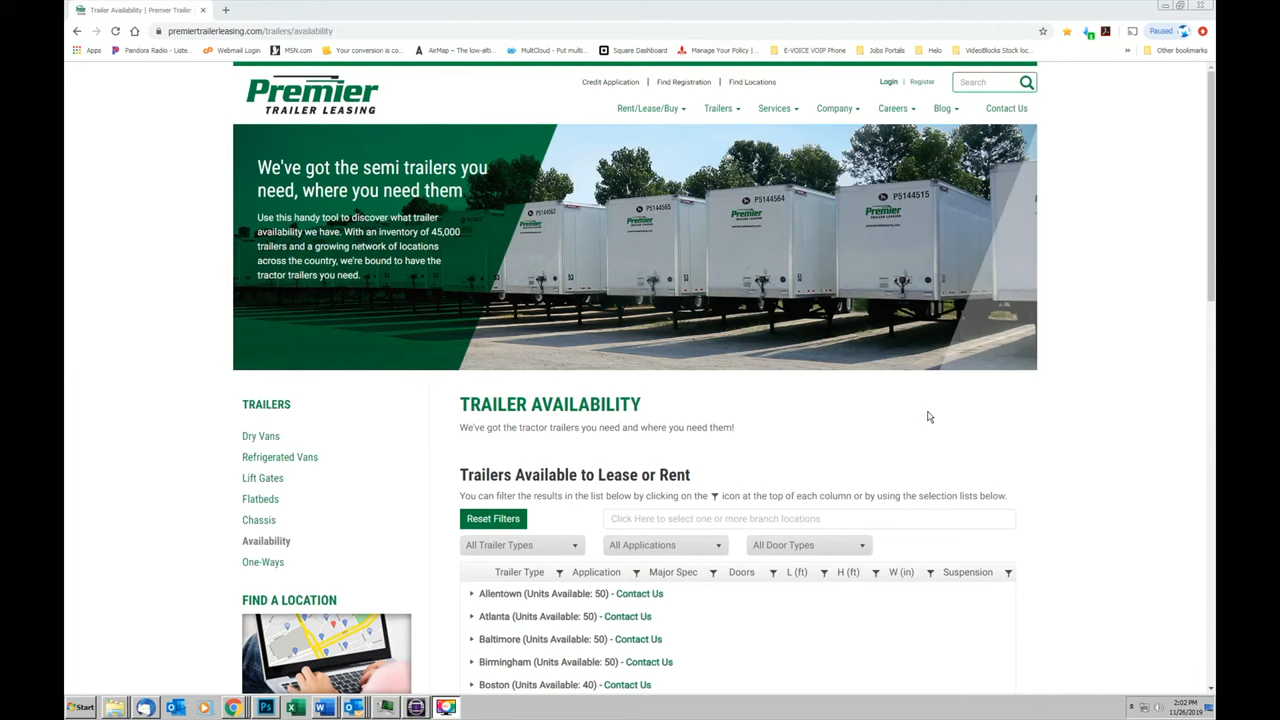 Trailer Availability | Premier Trailer
premiertrailerleasing.com/trailers/availability
Paused
Apps
Pandora Radio - Liste...
Webmail Login
MSN.com
Your conversion is co...
AirMap – The low-alti...
MultCloud - Put multi...
Square Dashboard
Manage Your Policy |...
E-VOICE VOIP Phone
Jobs Portals
Helo
VideoBlocks Stock loc...
»
Other bookmarks
Premier
TRAILER LEASING
Credit Application | Find Registration | Find Locations
Login | Register
Search
Rent/Lease/Buy
Trailers
Services
Company
Careers
Blog
Contact Us
We've got the semi trailers you
need, where you need them
Use this handy tool to discover what trailer
availability we have. With an inventory of 45,000
trailers and a growing network of locations
across the country, we're bound to have the
tractor trailers you need.
P5144562
P5144565
P5144564
P5144515
Premier
Premier
Premier
53
53
53
TRAILERS
Dry Vans
Refrigerated Vans
Lift Gates
Flatbeds
Chassis
Availability
One-Ways
FIND A LOCATION
TRAILER AVAILABILITY
We've got the tractor trailers you need and where you need them!
Trailers Available to Lease or Rent
You can filter the results in the list below by clicking on the icon at the top of each column or by using the selection lists below.
Reset Filters
Click Here to select one or more branch locations
All Trailer Types
All Applications
All Door Types
Trailer Type Application Major Spec Doors L (ft) H (ft) W (in) Suspension
Allentown (Units Available: 50) - Contact Us
Atlanta (Units Available: 50) - Contact Us
Baltimore (Units Available: 50) - Contact Us
Birmingham (Units Available: 50) - Contact Us
Boston (Units Available: 40) - Contact Us
Start
2:02 PM
11/26/2019